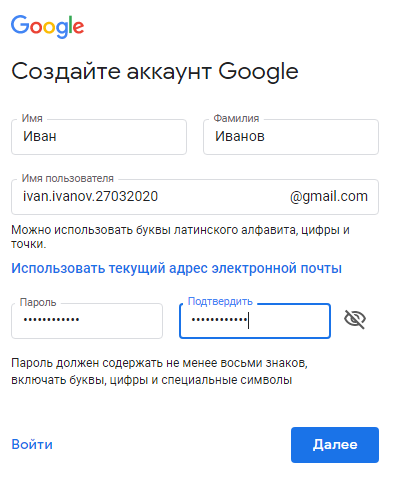 Google
Создайте аккаунт Google
Имя
Фамилия
Иван
Иванов
Имя пользователя
ivan.ivanov.27032020 @gmail.com
Можно использовать буквы латинского алфавита, цифры и
точки.
Использовать текущий адрес электронной почты
Пароль
Подтвердить
••••••••••••
••••••••••••
Пароль должен содержать не менее восьми знаков,
включать буквы, цифры и специальные символы
Войти
Далее